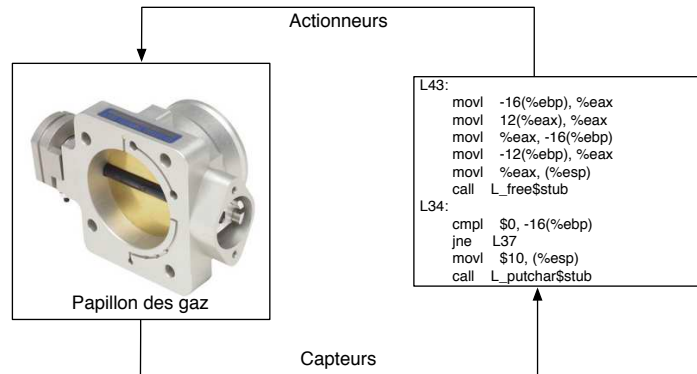 Actionneurs
L43:
movl -16(%ebp), %eax
movl 12(%eax), %eax
movl %eax, -16(%ebp)
movl -12(%ebp), %eax
movl %eax, (%esp)
call L_free$stub
L34:
cmpl $0, -16(%ebp)
jne L37
movl $10, (%esp)
call L_putchar$stub
Papillon des gaz
Capteurs